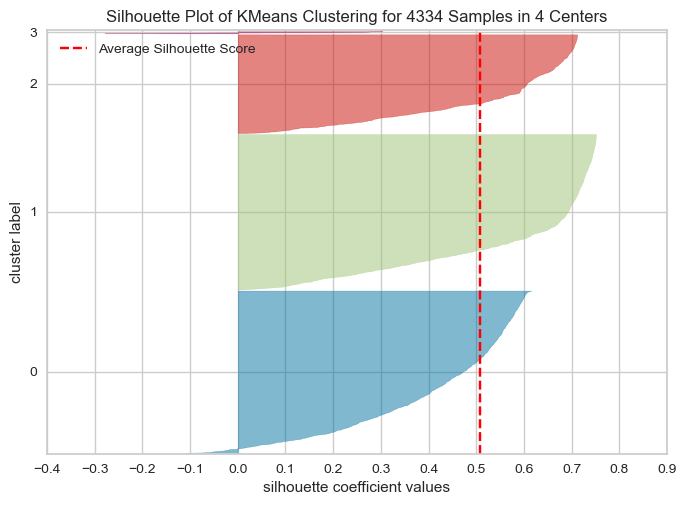 Silhouette Plot of KMeans Clustering for 4334 Samples in 4 Centers
3
Average Silhouette Score
2
1
0
cluster label
-0.4 -0.3 -0.2 -0.1 0.0 0.1 0.2 0.3 0.4 0.5 0.6 0.7 0.8 0.9
silhouette coefficient values